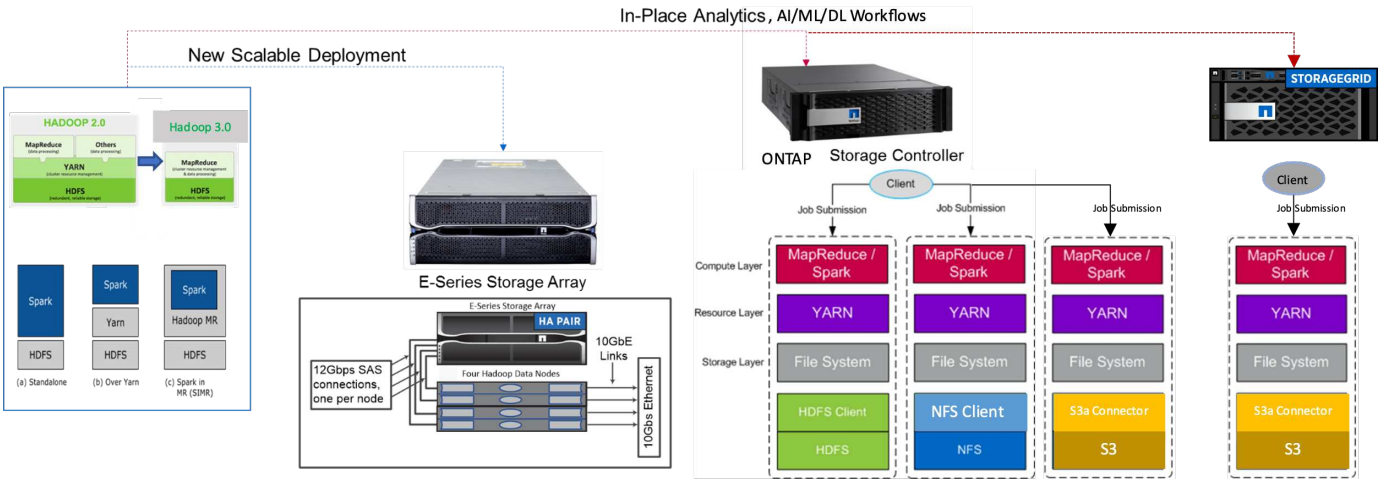 In-Place Analytics, AI/ML/DL Workflows
New Scalable Deployment
HADOOP 2.0
MapReduce
(data processing)
Others
(data processing)
YARN
(cluster resource management)
HDFS
(redundant, reliable storage)
Hadoop 3.0
MapReduce
(cluster resource management
& data processing)
HDFS
(redundant, reliable storage)
Spark
HDFS
(a) Standalone
Spark
Yarn
HDFS
(b) Over Yarn
Spark
Hadoop MR
HDFS
(c) Spark in
MR (SIMR)
E-Series Storage Array
E-Series Storage Array
HA PAIR
10GbE
Links
12Gbps SAS
connections,
one per node
Four Hadoop Data Nodes
10Gbs Ethernet
ONTAP
Storage Controller
STORAGEGRID
Client
Job Submission
Job Submission
Job Submission
Compute Layer
Resource Layer
Storage Layer
MapReduce /
Spark
YARN
File System
HDFS Client
HDFS
MapReduce /
Spark
YARN
File System
NFS Client
NFS
MapReduce /
Spark
YARN
File System
S3a Connector
S3
Client
Job Submission
MapReduce /
Spark
YARN
File System
S3a Connector
S3